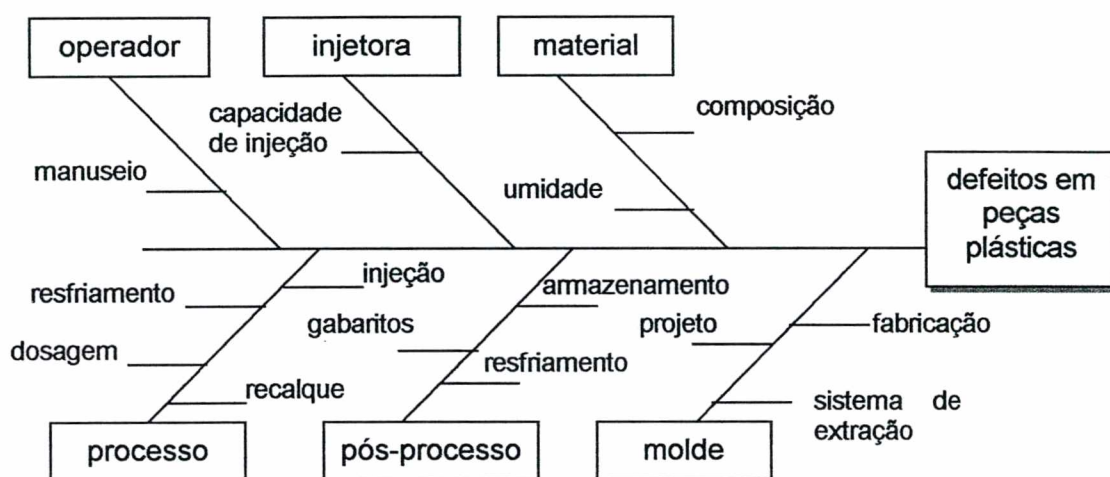 operador
injetora
material
capacidade
de injeção
composição
manuseio
umidade
defeitos em
peças
plásticas
injeção
armazenamento
resfriamento
gabaritos
projeto
fabricação
dosagem
resfriamento
recalque
sistema de
extração
processo
pós-processo
molde